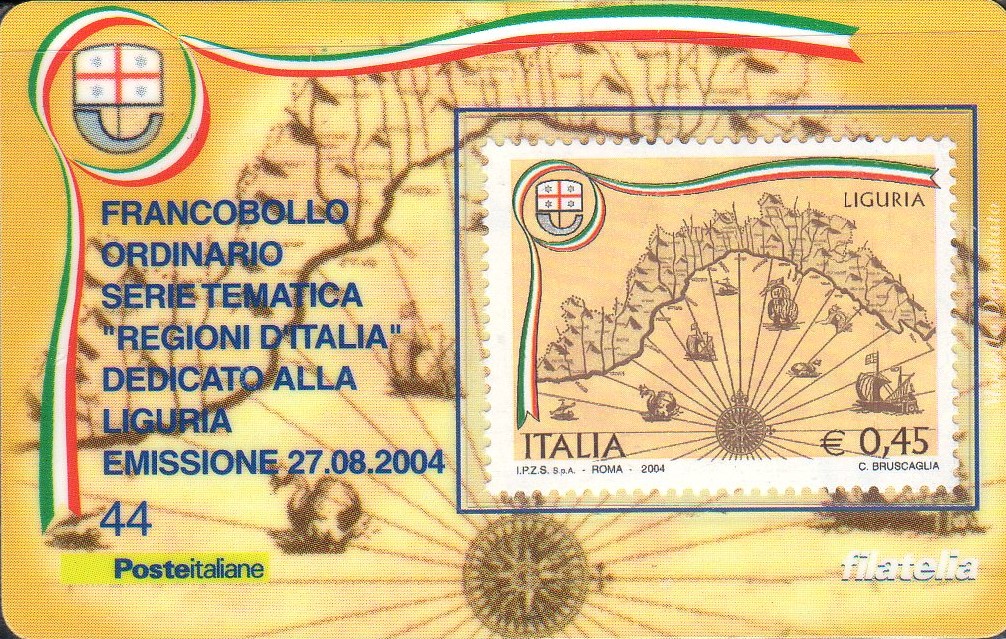 FRANCOBOLLO
ORDINARIO
SERIE TEMATICA
"REGIONI D'ITALIA"
DEDICATO ALLA
LIGURIA
EMISSIONE 27.08.2004
44
Posteitaliane
LIGURIA
ITALIA
€ 0,45
I.P.Z.S. S.p.A. - ROMA - 2004
C. BRUSCAGLIA
filatelia